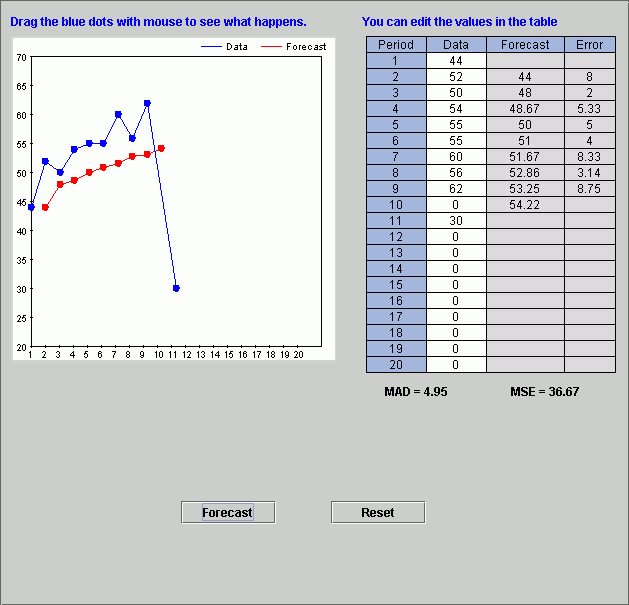 Drag the blue dots with mouse to see what happens.
You can edit the values in the table
Data Forecast
70
65
60
55
50
45
40
35
30
25
20
1 2 3 4 5 6 7 8 9 10 11 12 13 14 15 16 17 18 19 20
Period Data Forecast Error
1 44
2 52 44 8
3 50 48 2
4 54 48.67 5.33
5 55 50 5
6 55 51 4
7 60 51.67 8.33
8 56 52.86 3.14
9 62 53.25 8.75
10 0 54.22
11 30
12 0
13 0
14 0
15 0
16 0
17 0
18 0
19 0
20 0
MAD = 4.95 MSE = 36.67
Forecast Reset